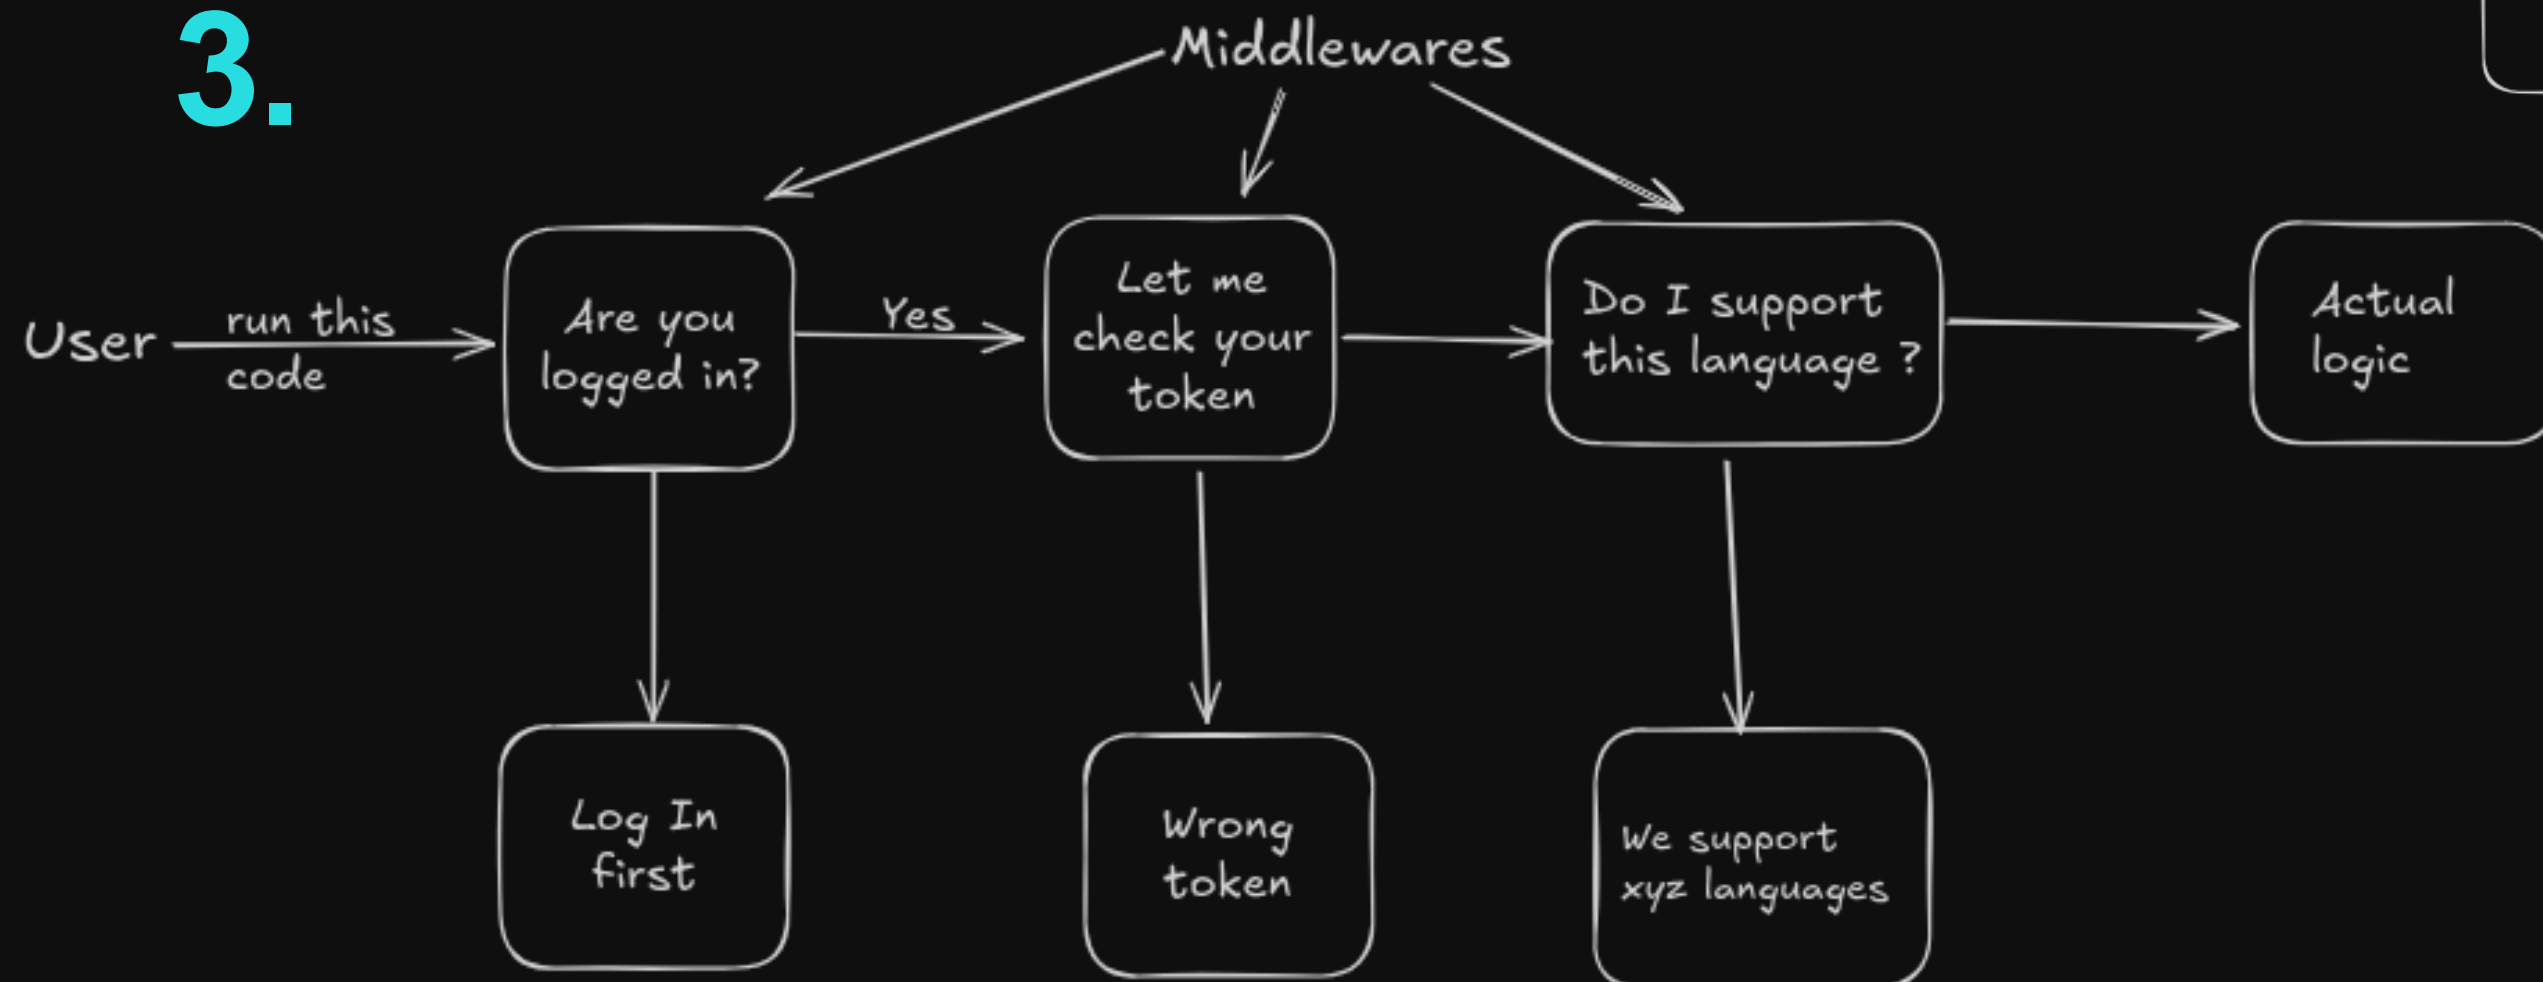 3.
Middlewares
User
run this
code
Are you
logged in?
Yes
Let me
check your
token
Do I support
this language ?
Actual
logic
Log In
first
Wrong
token
We support
xyz languages